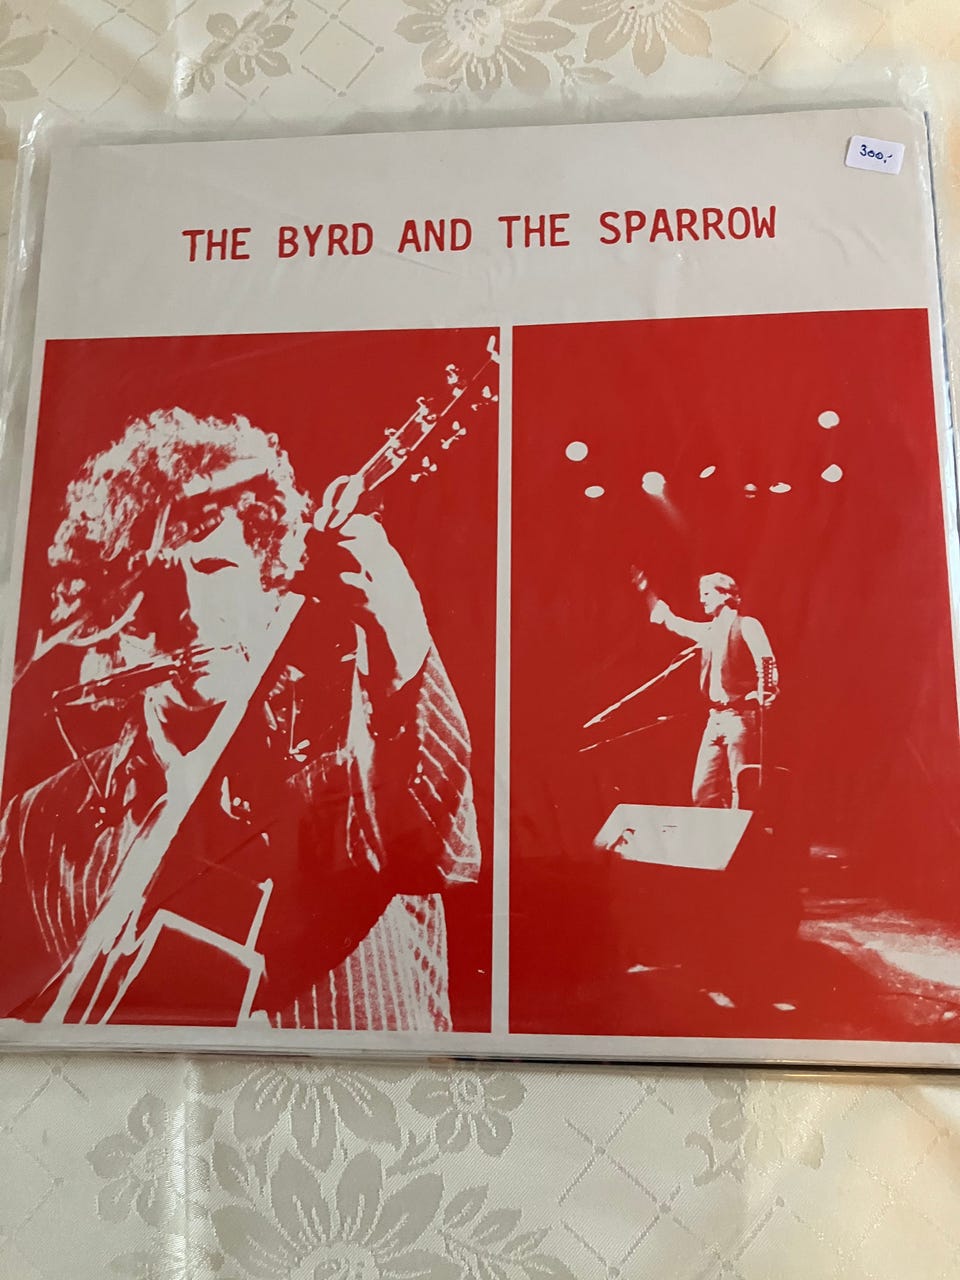 300,-
THE BYRD AND THE SPARROW